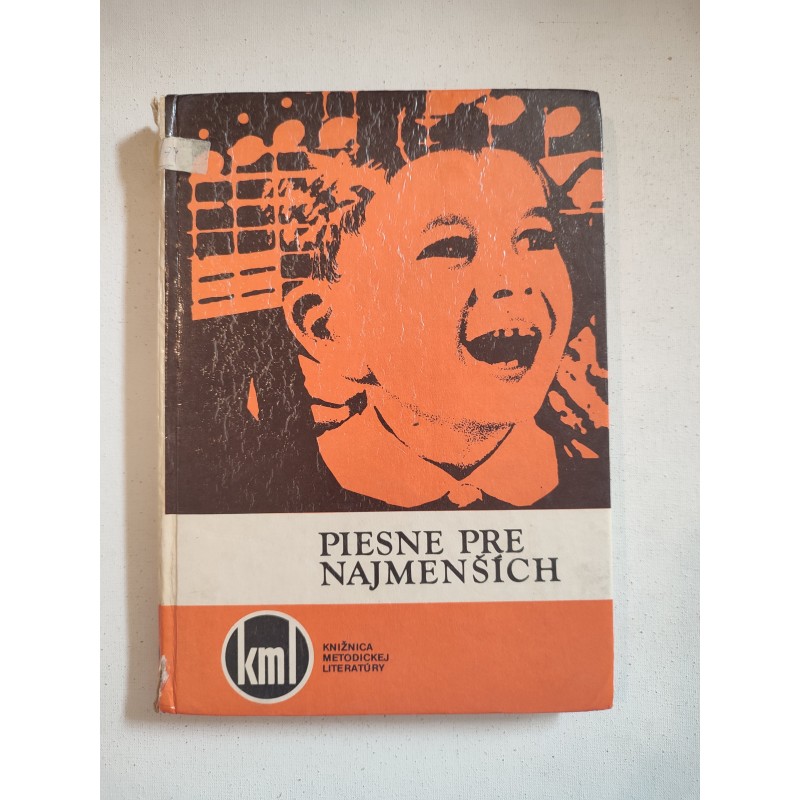 PIESNE PRE
NAJMENŠÍCH
kml
KNIŽNICA
METODICKEJ
LITERATÚRY